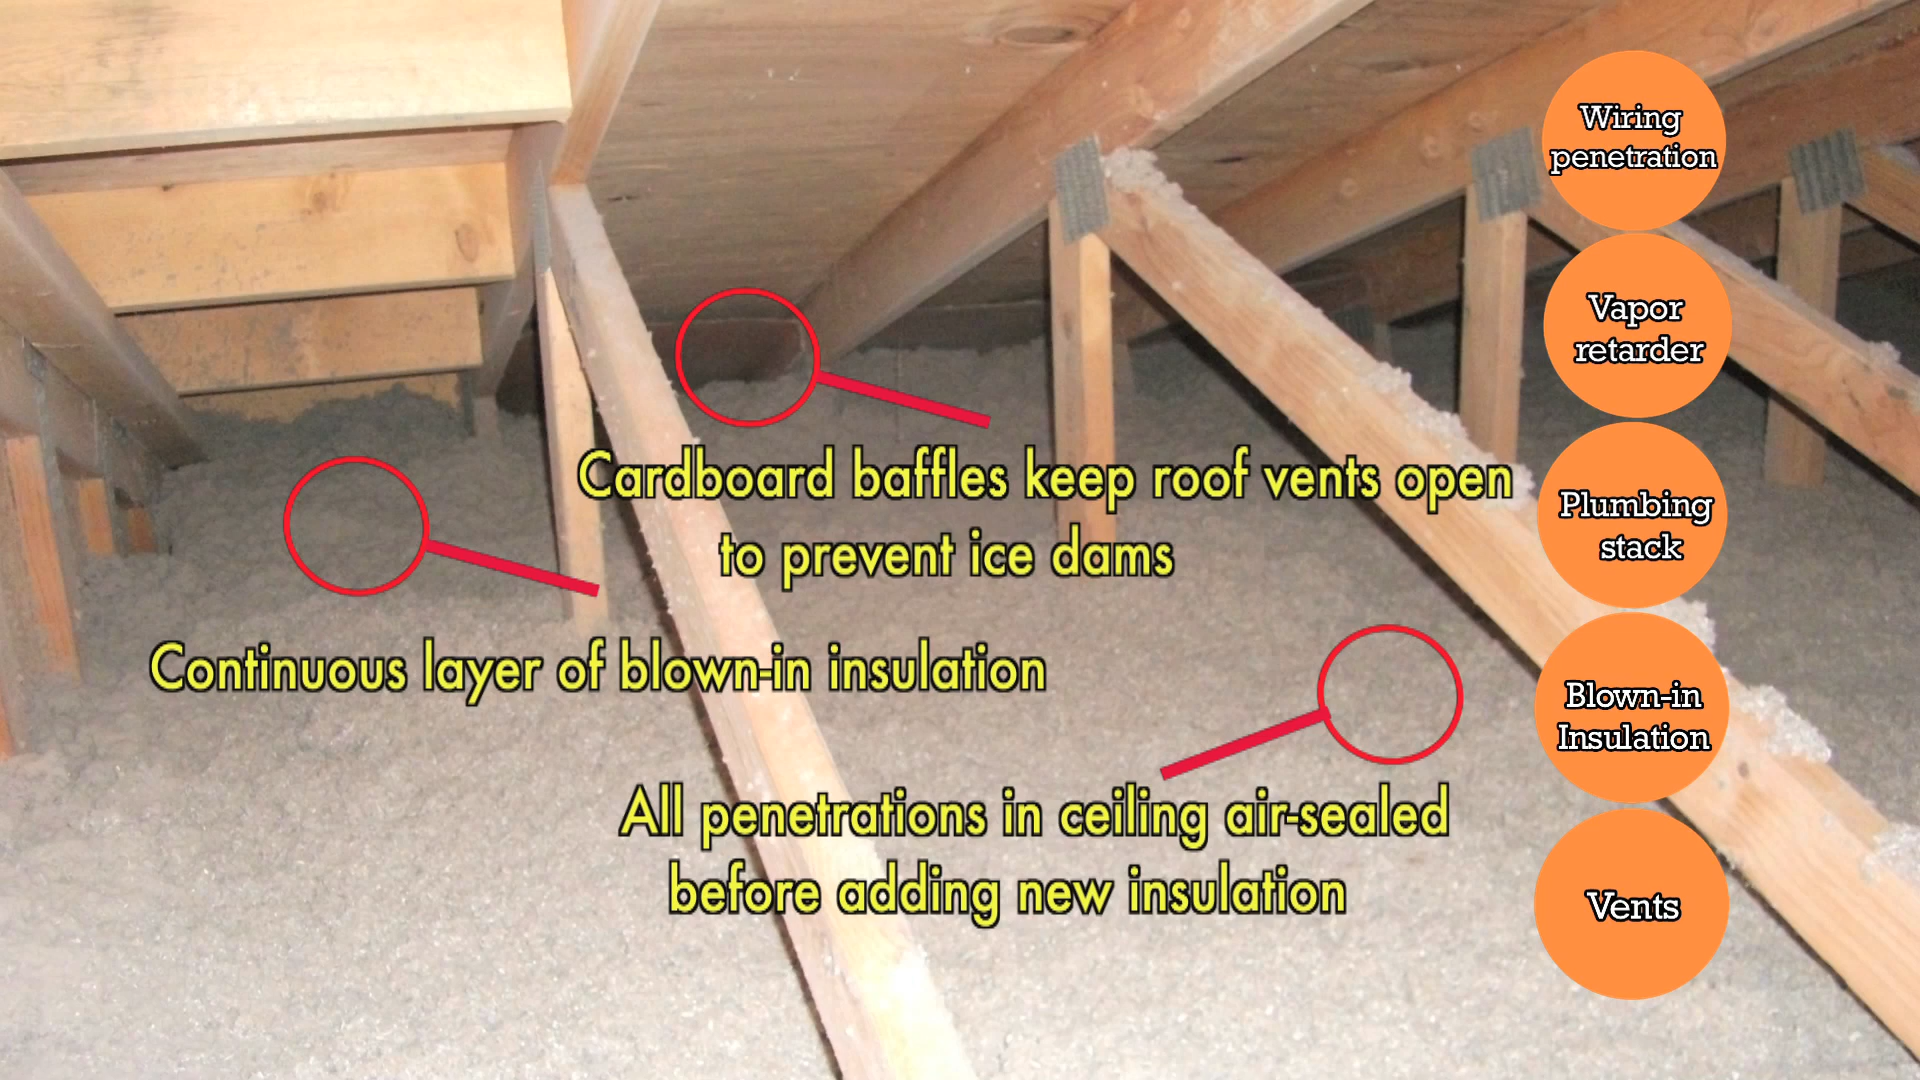 Wiring
penetration
Vapor
retarder
Cardboard baffles keep roof vents open
to prevent ice dams
Plumbing
stack
Continuous layer of blown-in insulation
Blown-in
Insulation
All penetrations in ceiling air-sealed
before adding new insulation
Vents